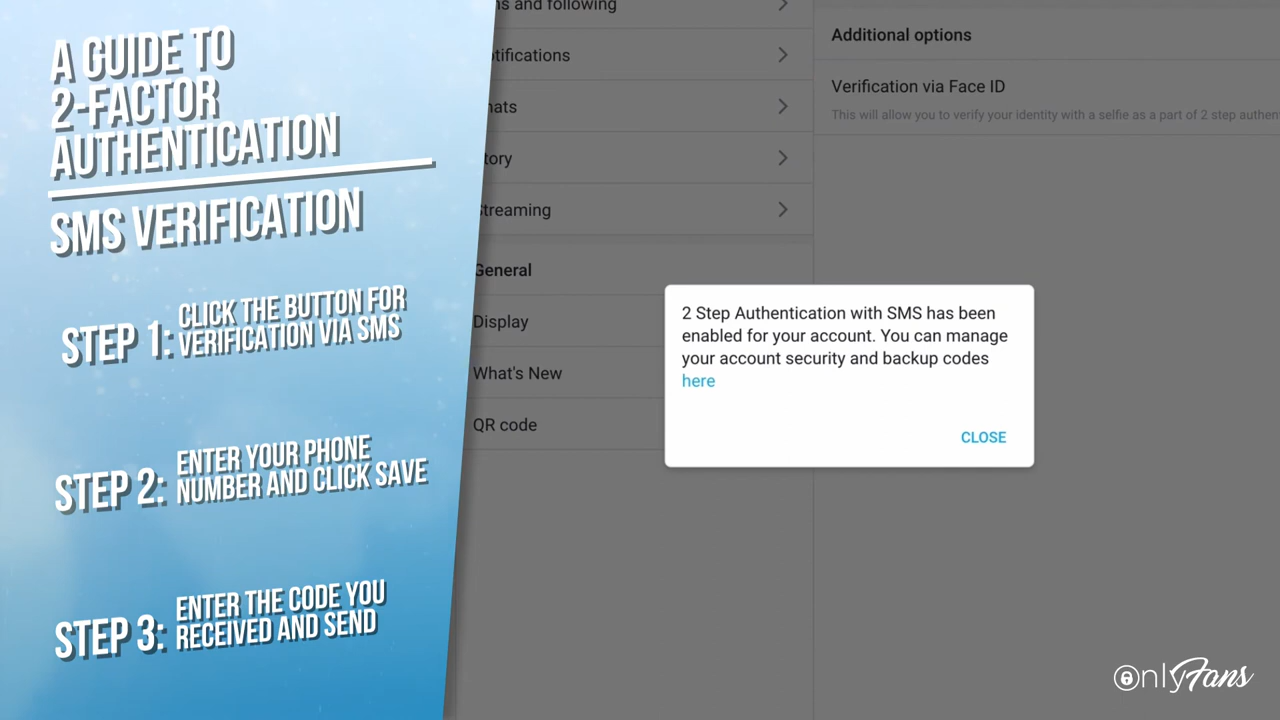 A GUIDE TO
2-FACTOR
AUTHENTICATION
SMS VERIFICATION
STEP 1: CLICK THE BUTTON FOR
VERIFICATION VIA SMS
STEP 2: ENTER YOUR PHONE
NUMBER AND CLICK SAVE
STEP 3: ENTER THE CODE YOU
RECEIVED AND SEND
and following
Streaming
General
Display
What's New
QR code
Additional options
Verification via Face ID
This will allow you to verify your identity with a selfie as a part of 2 step
2 Step Authentication with SMS has been
enabled for your account. You can manage
your account security and backup codes
here
CLOSE
OnlyFans